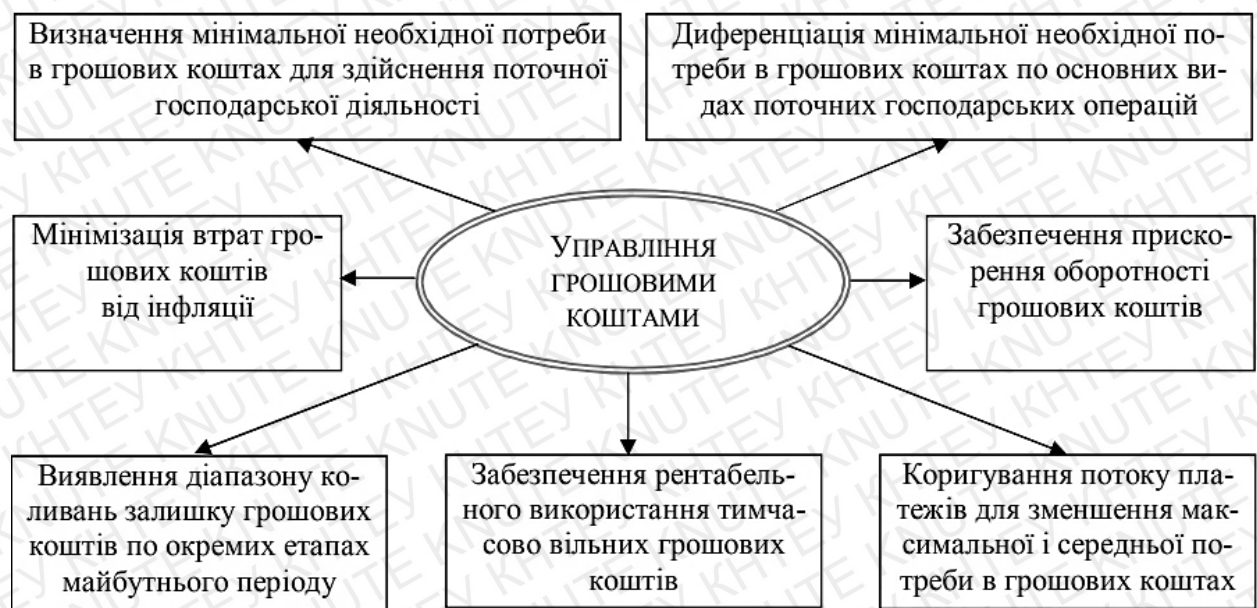 Визначення мінімальної необхідної потреби
в грошових коштах для здійснення поточної
господарської діяльності
Диференціація мінімальної необхідної по-
треби в грошових коштах по основних ви-
дах поточних господарських операцій
Мінімізація втрат гро-
шових коштів
від інфляції
УПРАВЛІННЯ
ГРОШОВИМИ
КОШТАМИ
Забезпечення приско-
рення оборотності
грошових коштів
Виявлення діапазону ко-
ливань залишку грошових
коштів по окремих етапах
майбутнього періоду
Забезпечення рентабель-
ного використання тимча-
сово вільних грошових
коштів
Коригування потоку пла-
тежів для зменшення мак-
симальної і середньої по-
треби в грошових коштах